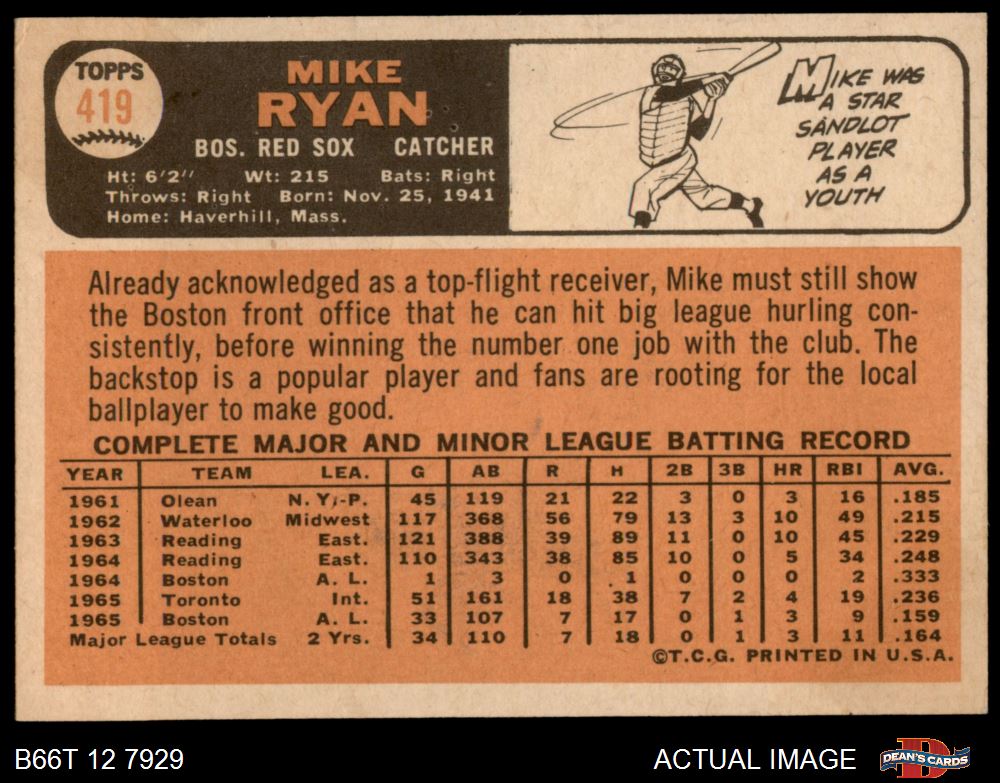 TOPPS
419
MIKE
RYAN
BOS. RED SOX CATCHER
Ht: 6'2" Wt: 215 Bats: Right
Throws: Right Born: Nov. 25, 1941
Home: Haverhill, Mass.
MIKE WAS
A STAR
SANDLOT
PLAYER
AS A
YOUTH
Already acknowledged as a top-flight receiver, Mike must still show
the Boston front office that he can hit big league hurling con-
sistently, before winning the number one job with the club. The
backstop is a popular player and fans are rooting for the local
ballplayer to make good.
COMPLETE MAJOR AND MINOR LEAGUE BATTING RECORD
YEAR TEAM LEA. G AB R H 2B 3B HR RBI AVG.
1961 Olean N. Y.-P. 45 119 21 22 3 0 3 16 .185
1962 Waterloo Midwest 117 368 56 79 13 3 10 49 .215
1963 Reading East. 121 388 39 89 11 0 10 45 .229
1964 Reading East. 110 343 38 85 10 0 5 34 .248
1964 Boston A. L. 1 3 0 1 0 0 0 2 .333
1965 Toronto Int. 51 161 18 38 7 2 4 19 .236
1965 Boston A. L. 33 107 7 17 0 1 3 9 .159
Major League Totals 2 Yrs. 34 110 7 18 0 1 3 11 .164
©T.C.G. PRINTED IN U.S.A.
B66T 12 7929 ACTUAL IMAGE DEAN'S CARDS